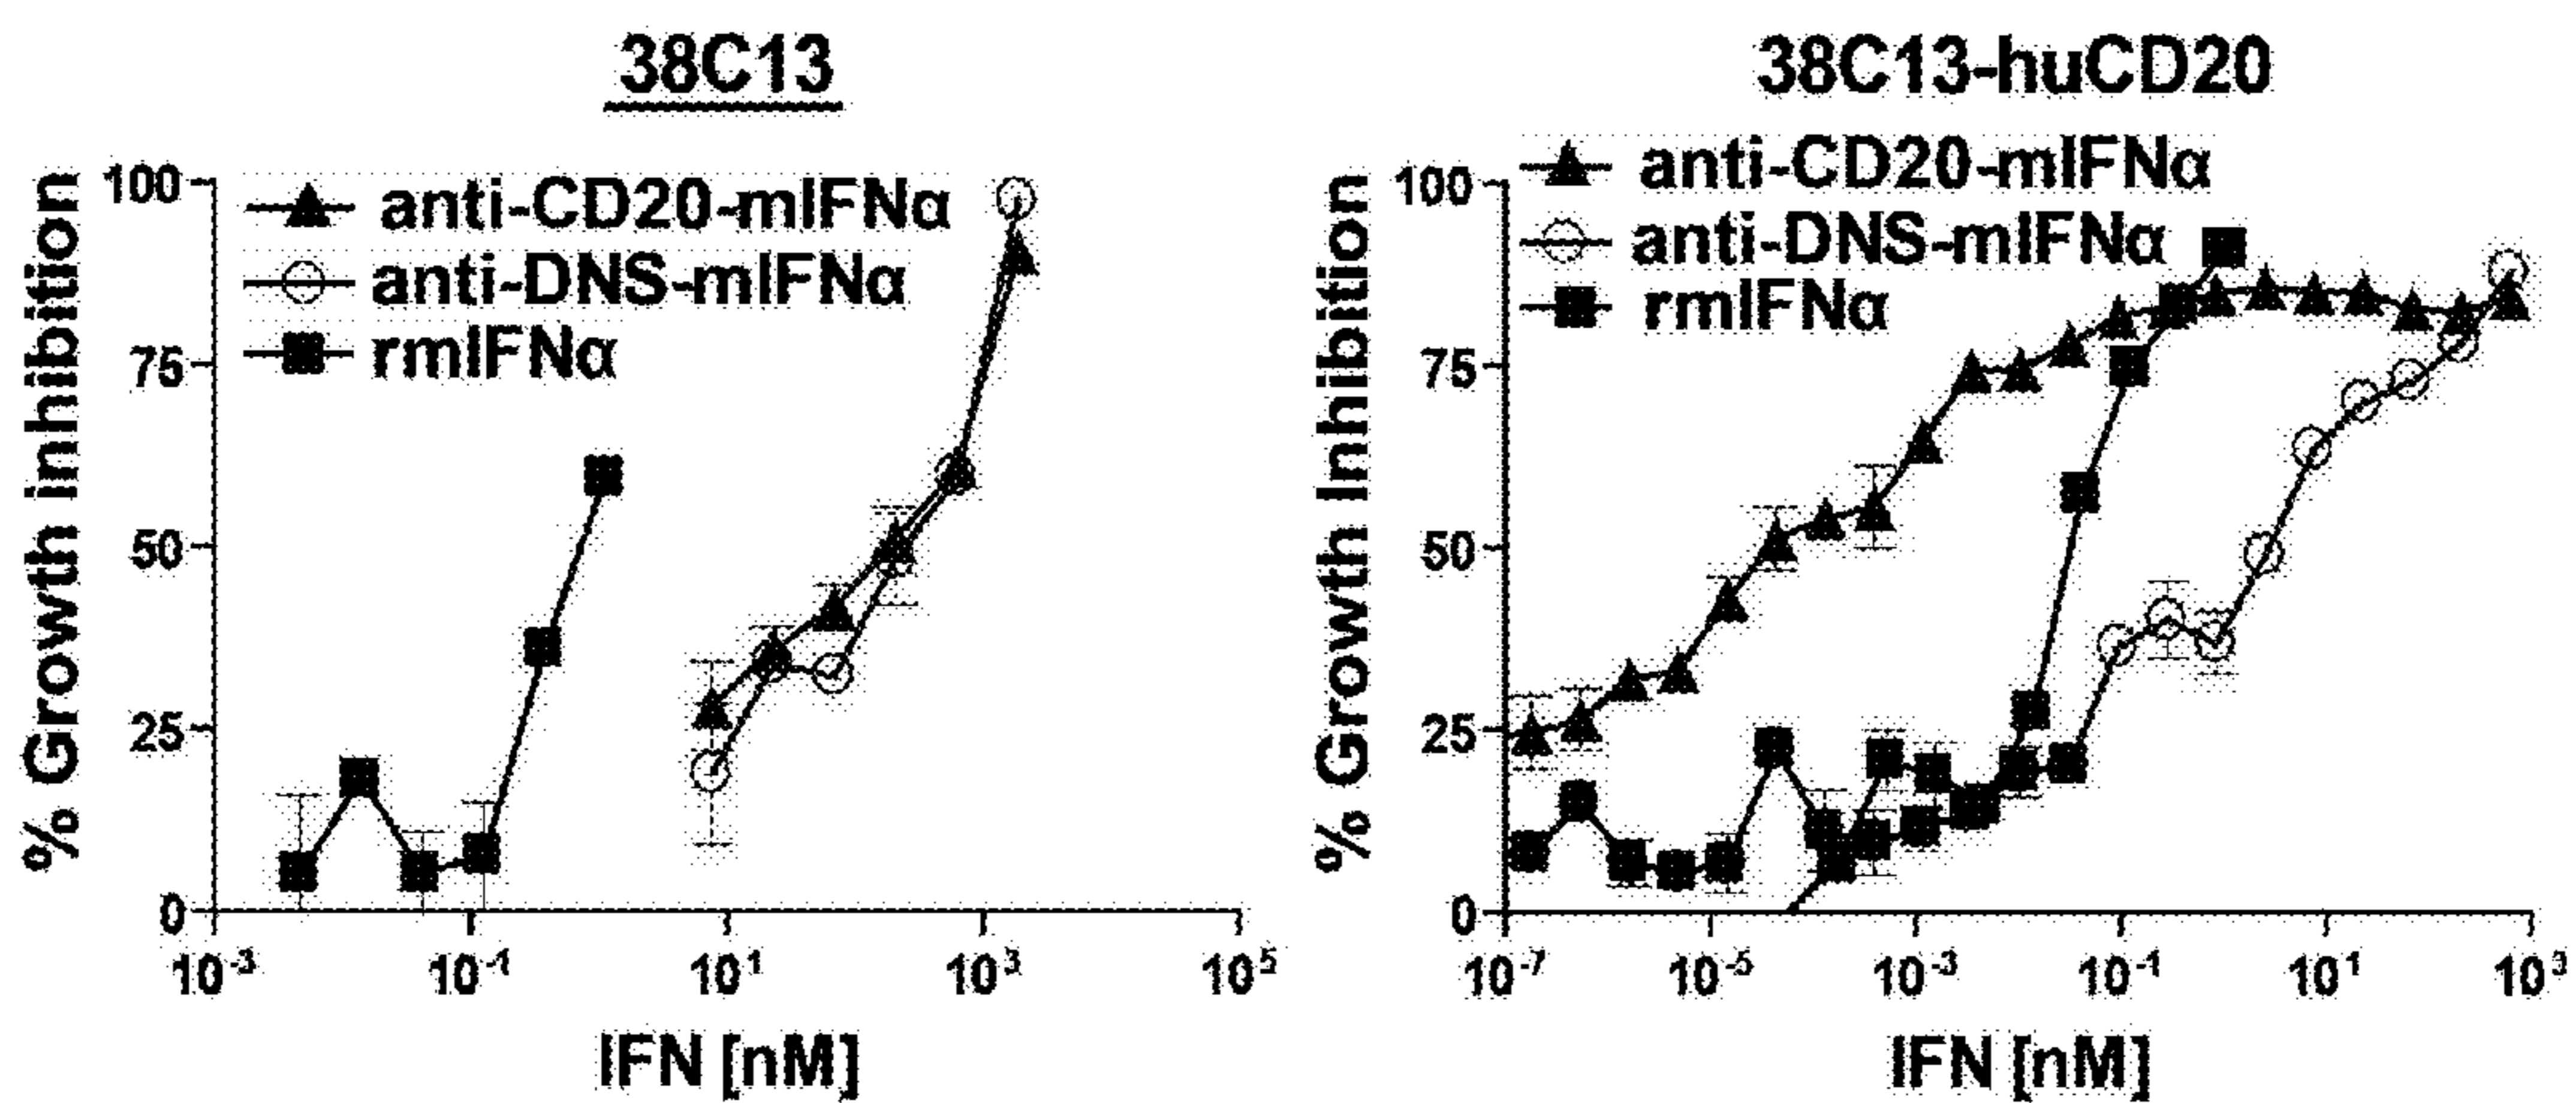 38C13
% Growth inhibition
100
75
50
25
0
anti-CD20-mIFNα
anti-DNS-mIFNα
rmIFNα
10-3
10-1
101
103
105
IFN [nM]
38C13-huCD20
% Growth Inhibition
100
75
50
25
0
anti-CD20-mIFNα
anti-DNS-mIFNα
rmIFNα
10-7
10-5
10-3
10-1
101
103
IFN [nM]